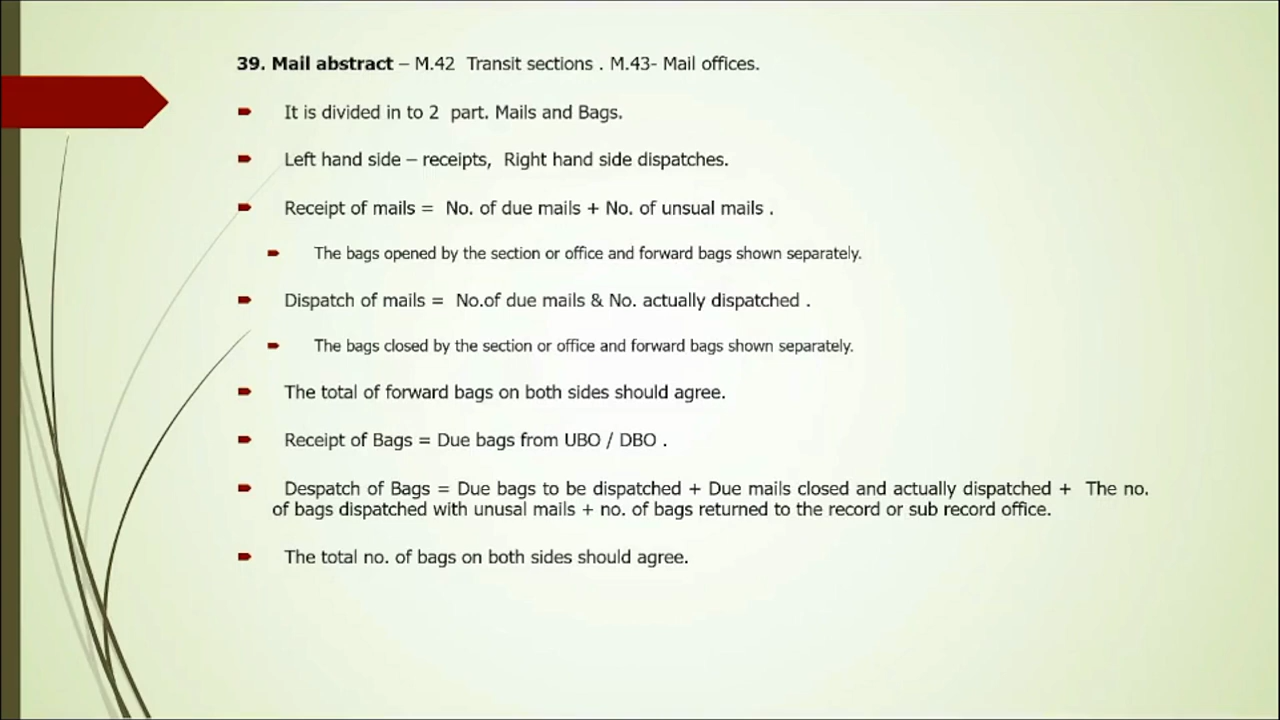 39. Mail abstract – M.42 Transit sections . M.43- Mail offices.
It is divided in to 2 part. Mails and Bags.
Left hand side – receipts, Right hand side dispatches.
Receipt of mails = No. of due mails + No. of unsual mails .
The bags opened by the section or office and forward bags shown separately.
Dispatch of mails = No.of due mails & No. actually dispatched .
The bags closed by the section or office and forward bags shown separately.
The total of forward bags on both sides should agree.
Receipt of Bags = Due bags from UBO / DBO .
Despatch of Bags = Due bags to be dispatched + Due mails closed and actually dispatched + The no.
of bags dispatched with unusal mails + no. of bags returned to the record or sub record office.
The total no. of bags on both sides should agree.